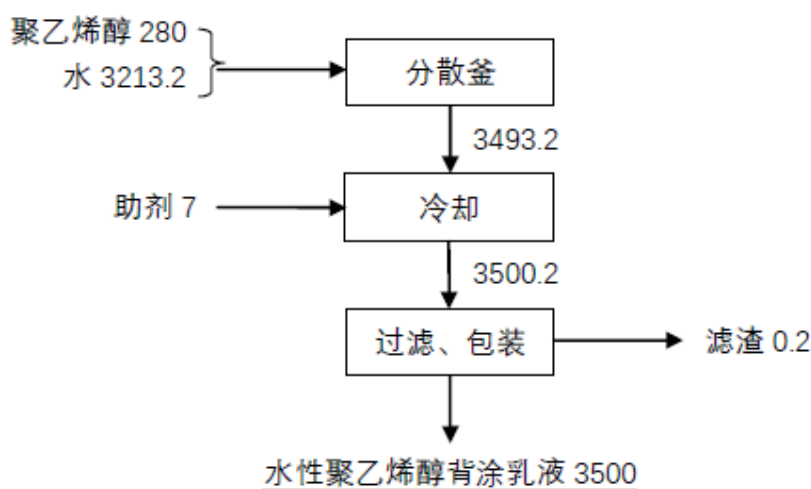 聚乙烯醇 280
水 3213.2
分散釜
3493.2
助剂 7
冷却
3500.2
过滤、包装
滤渣 0.2
水性聚乙烯醇背涂乳液 3500